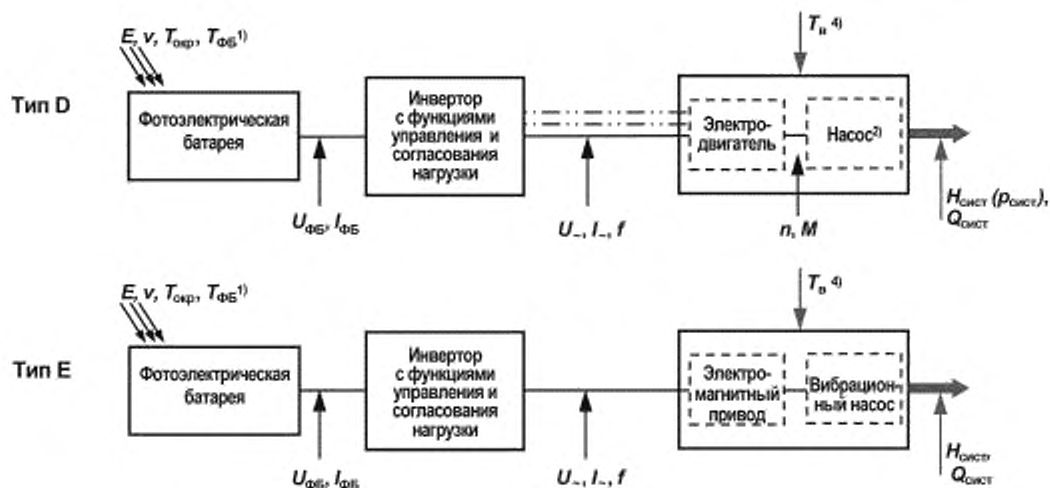 E, v, Tокр, TФБ1)
Tв 4)
Тип D
Фотоэлектрическая
батарея
Инвертор
с функциями
управления и
согласования
нагрузки
Электро-
двигатель
Насос2)
UФБ, IФБ
U~, I~, f
n, M
Hсист (pсист),
Qсист
E, v, Tокр, TФБ1)
Tв 4)
Тип E
Фотоэлектрическая
батарея
Инвертор
с функциями
управления и
согласования
нагрузки
Электро-
магнитный
привод
Вибрацион-
ный насос
UФБ, IФБ
U~, I~, f
Hсист,
Qсист